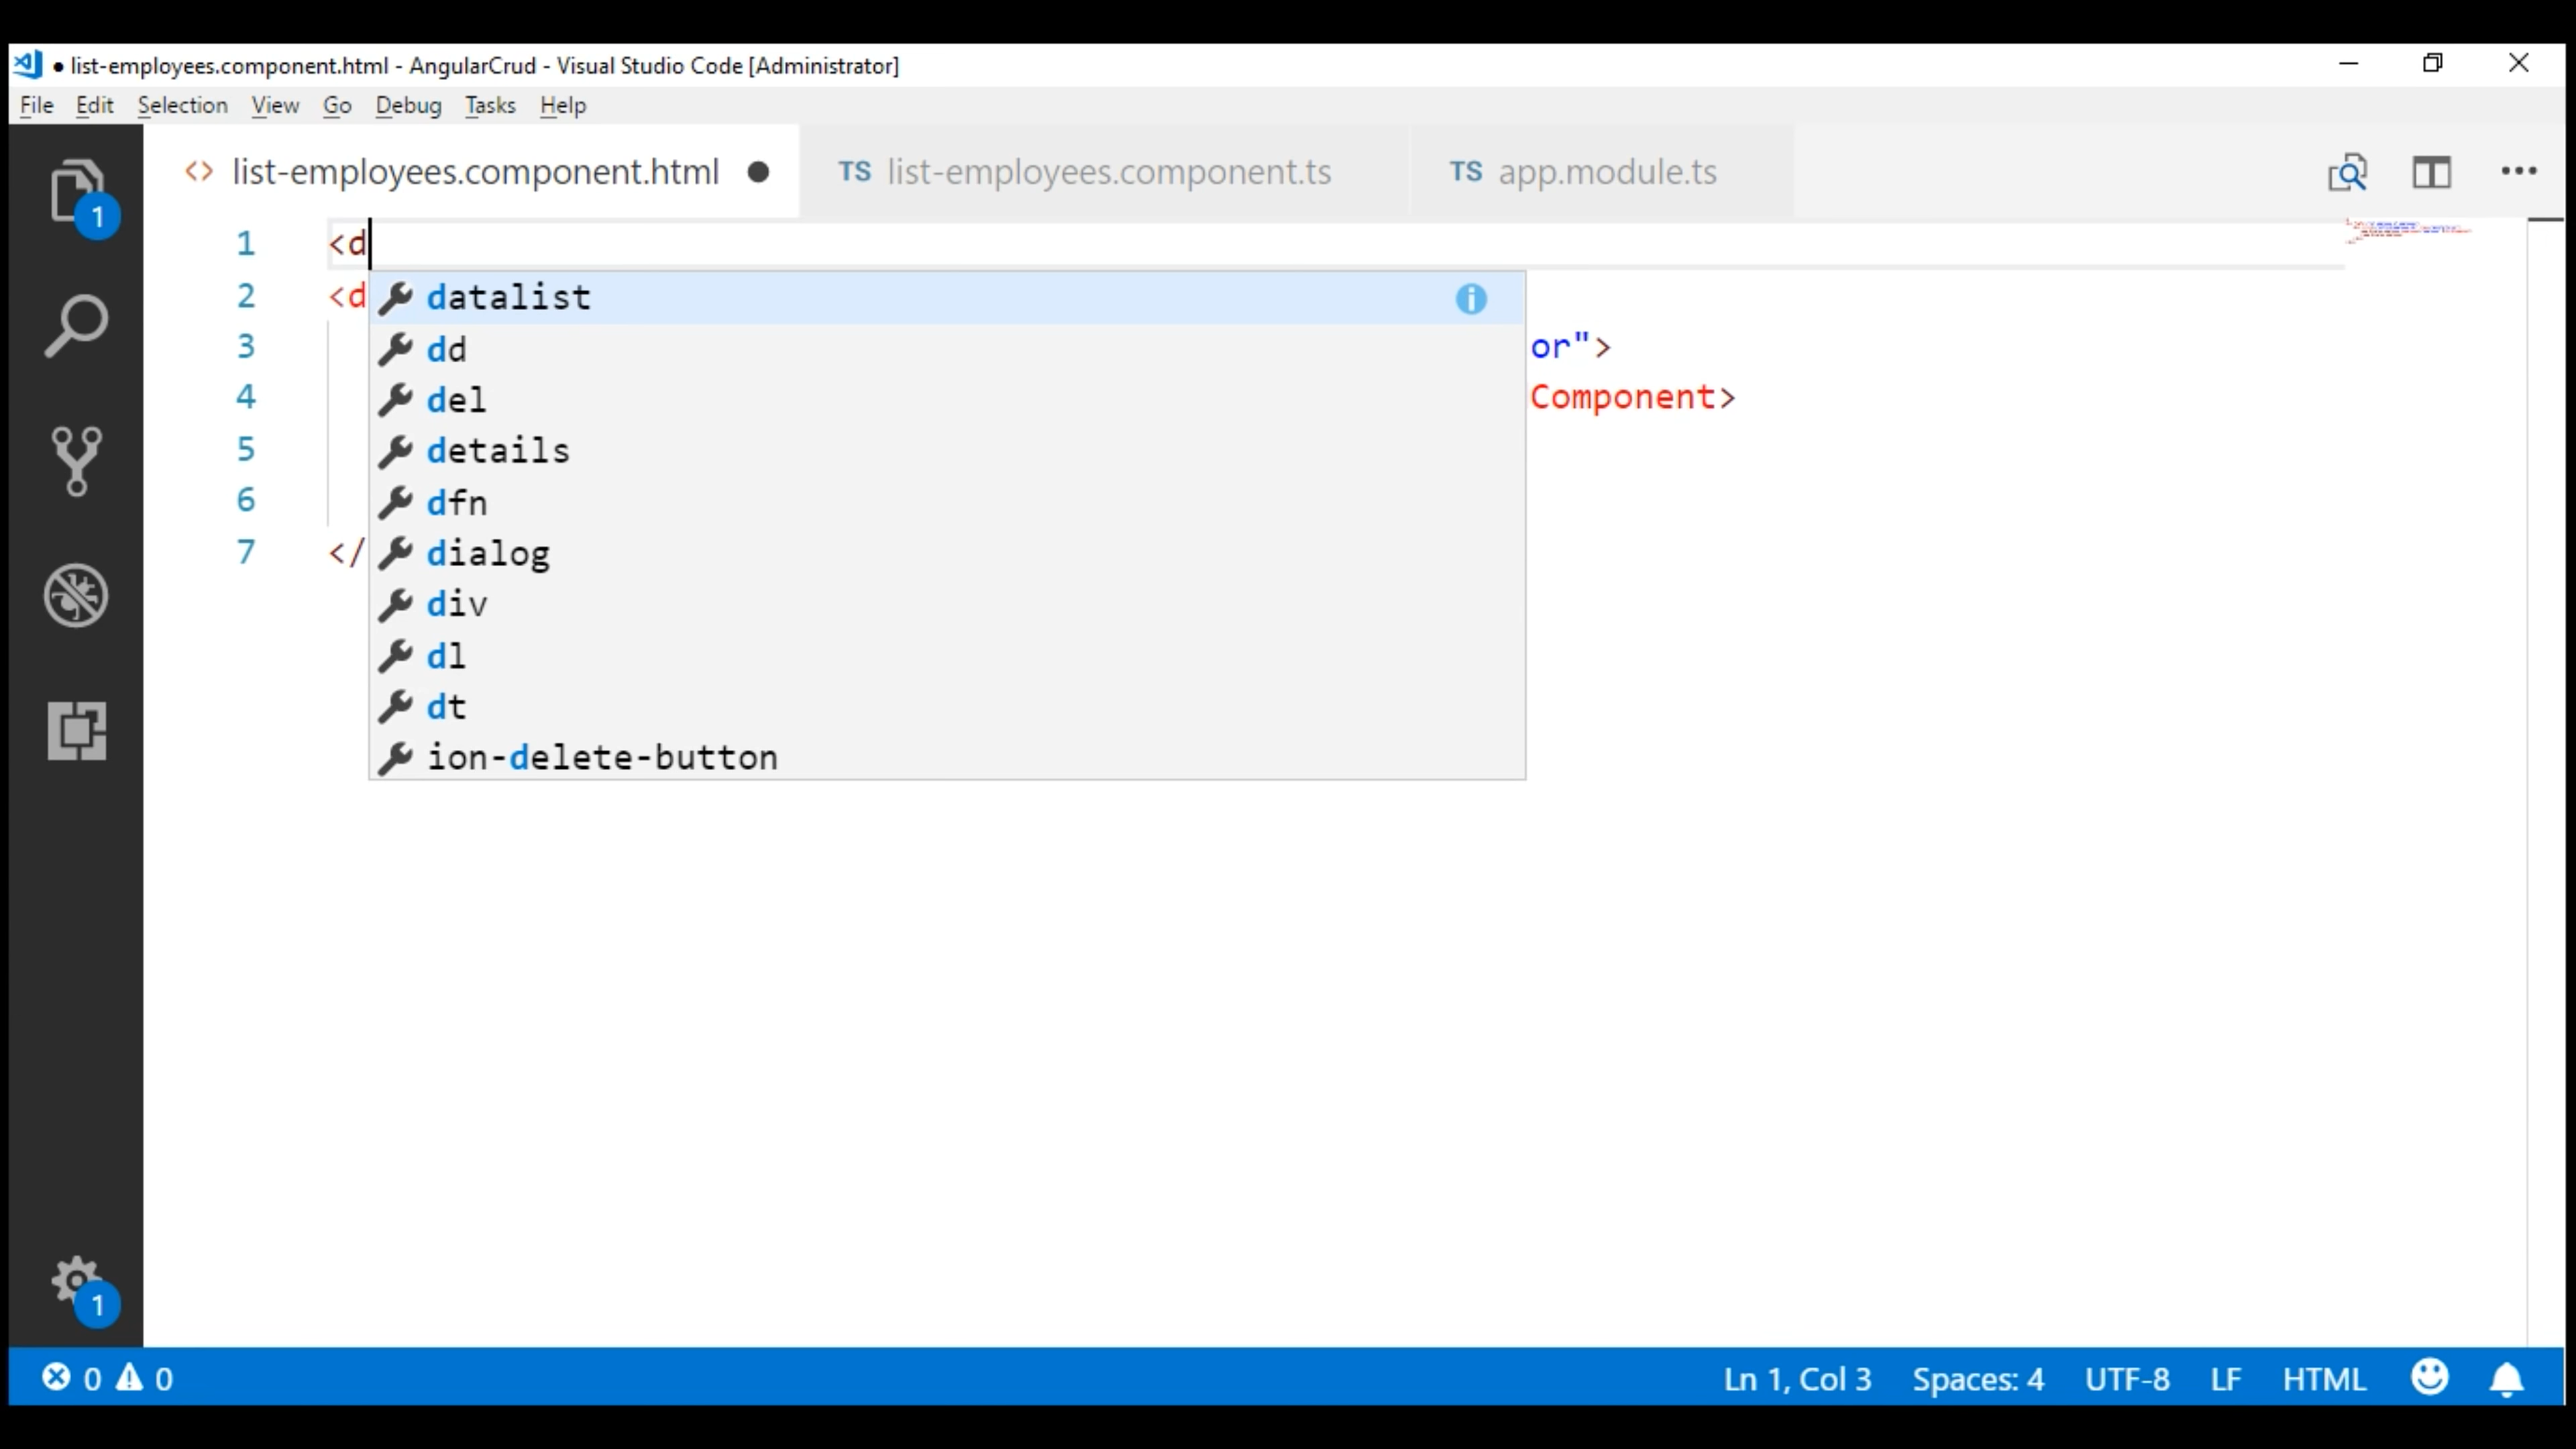 ● list-employees.component.html - AngularCrud - Visual Studio Code [Administrator]
File Edit Selection View Go Debug Tasks Help
1
<> list-employees.component.html ● TS list-employees.component.ts TS app.module.ts
1 <d
2 <d
3 or">
4 Component>
5
6
7 </
datalist
dd
del
details
dfn
dialog
div
dl
dt
ion-delete-button
1
0 0 Ln 1, Col 3 Spaces: 4 UTF-8 LF HTML